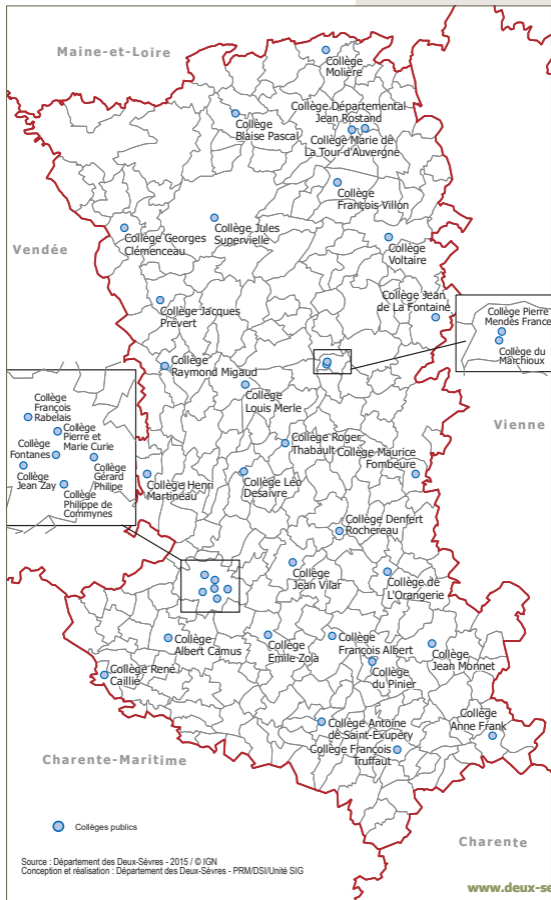 Maine-et-Loire
Collège
Molière
Collège
Blaise Pascal
Collège Départemental
Jean Rostand
Collège Marie de
La Tour d'Auvergne
Collège
François Villon
Collège Jules
Supervielle
Collège Georges
Clémenceau
Vendée
Collège
Voltaire
Collège Jean
de La Fontaine
Collège Jacques
Prévert
Collège Pierre
Mendès France
Collège du
Marchioux
Collège
Raymond Migaud
Collège
Louis Merle
Vienne
Collège
François
Rabelais
Collège
Pierre et
Marie Curie
Collège
Fontanes
Collège
Gérard
Philipe
Collège
Jean Zay
Collège
Philippe de
Commynes
Collège Roger
Thabault
Collège Maurice
Fombeure
Collège Henri
Martineau
Collège Léo
Desaivre
Collège Denfert
Rochereau
Collège
Jean Vilar
Collège de
L'Orangerie
Collège
Albert Camus
Collège
Emile Zola
Collège
François Albert
Collège
Jean Monnet
Collège
du Pinier
Collège René
Caillié
Collège
Anne Frank
Collège Antoine
de Saint-Exupéry
Collège François
Truffaut
Charente-Maritime
Collèges publics
Charente
Source : Département des Deux-Sèvres - 2015 / © IGN
Conception et réalisation : Département des Deux-Sèvres - PRM/DSI/Unité SIG
www.deux-se